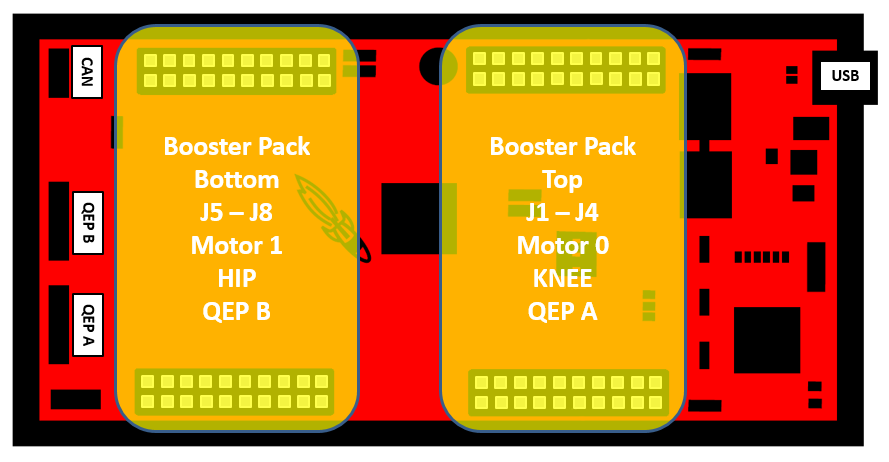 CAN
QEP B
QEP A
Booster Pack
Bottom
J5 – J8
Motor 1
HIP
QEP B
Booster Pack
Top
J1 – J4
Motor 0
KNEE
QEP A
USB